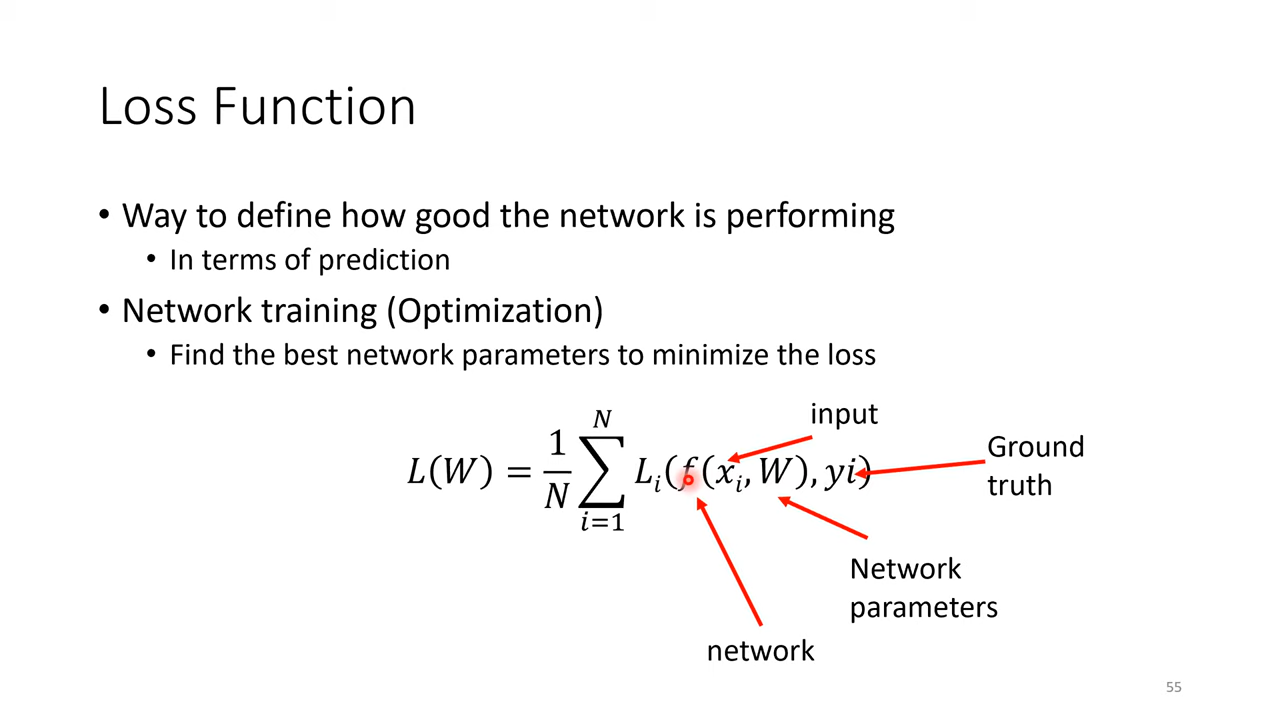 Loss Function
• Way to define how good the network is performing
• In terms of prediction
• Network training (Optimization)
• Find the best network parameters to minimize the loss
input
L(W) = \frac{1}{N} \sum_{i=1}^{N} L_i(f(x_i, W), yi)
Ground
truth
Network
parameters
network
55